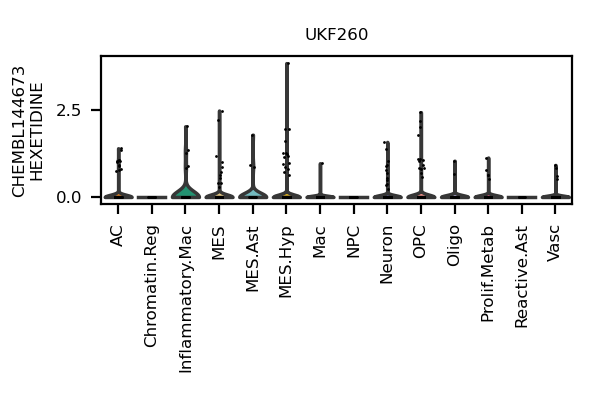 UKF260
CHEMBL144673
HEXETIDINE
2.5
0.0
AC
Chromatin.Reg
Inflammatory.Mac
MES
MES.Ast
MES.Hyp
Mac
NPC
Neuron
OPC
Oligo
Prolif.Metab
Reactive.Ast
Vasc